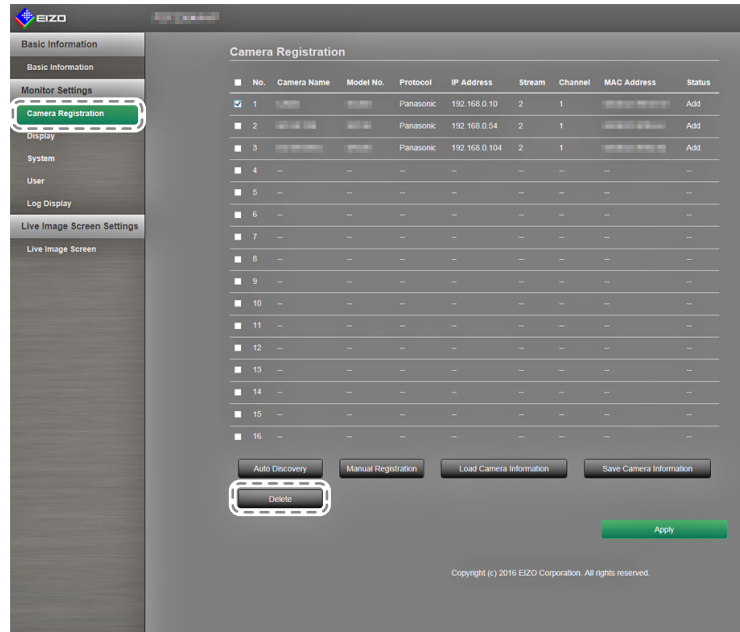 EIZO
Basic Information
Basic Information
Monitor Settings
Camera Registration
Display
System
User
Log Display
Live Image Screen Settings
Live Image Screen
Camera Registration
No. Camera Name Model No. Protocol IP Address Stream Channel MAC Address Status
1 Panasonic 192.168.0.10 2 1 Add
2 Panasonic 192.168.0.54 2 1 Add
3 Panasonic 192.168.0.104 2 1 Add
4 -- -- -- -- -- -- -- --
5 -- -- -- -- -- -- -- --
6 -- -- -- -- -- -- -- --
7 -- -- -- -- -- -- -- --
8 -- -- -- -- -- -- -- --
9 -- -- -- -- -- -- -- --
10 -- -- -- -- -- -- -- --
11 -- -- -- -- -- -- -- --
12 -- -- -- -- -- -- -- --
13 -- -- -- -- -- -- -- --
14 -- -- -- -- -- -- -- --
15 -- -- -- -- -- -- -- --
16 -- -- -- -- -- -- -- --
Auto Discovery Manual Registration Load Camera Information Save Camera Information
Delete
Apply
Copyright (c) 2016 EIZO Corporation. All rights reserved.